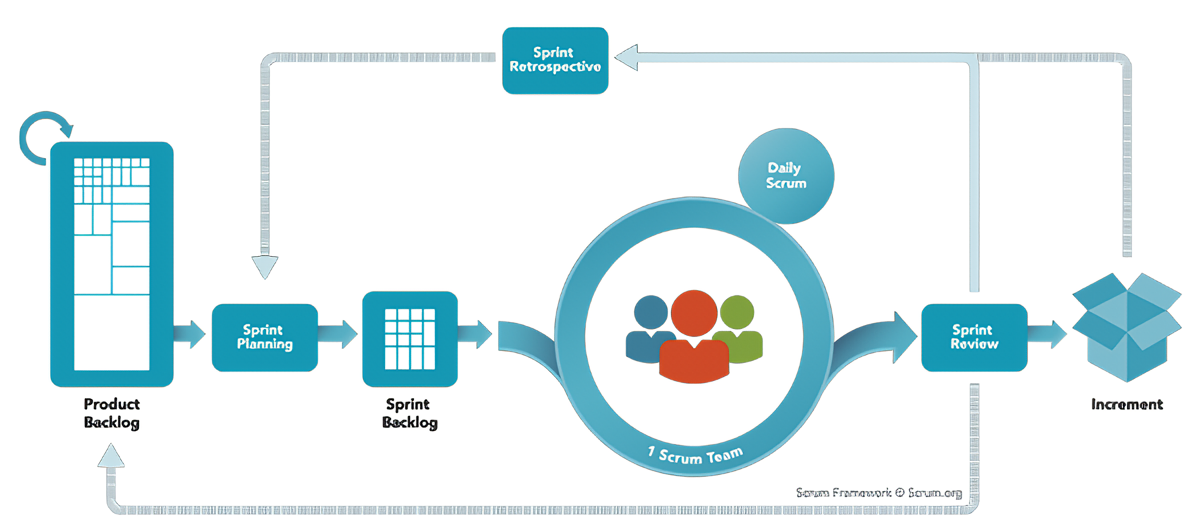 Sprint
Retrospective
Daily
Scrum
Sprint
Planning
Sprint
Review
Product
Backlog
Sprint
Backlog
Increment
1 Scrum Team
Scrum Framework © Scrum.org